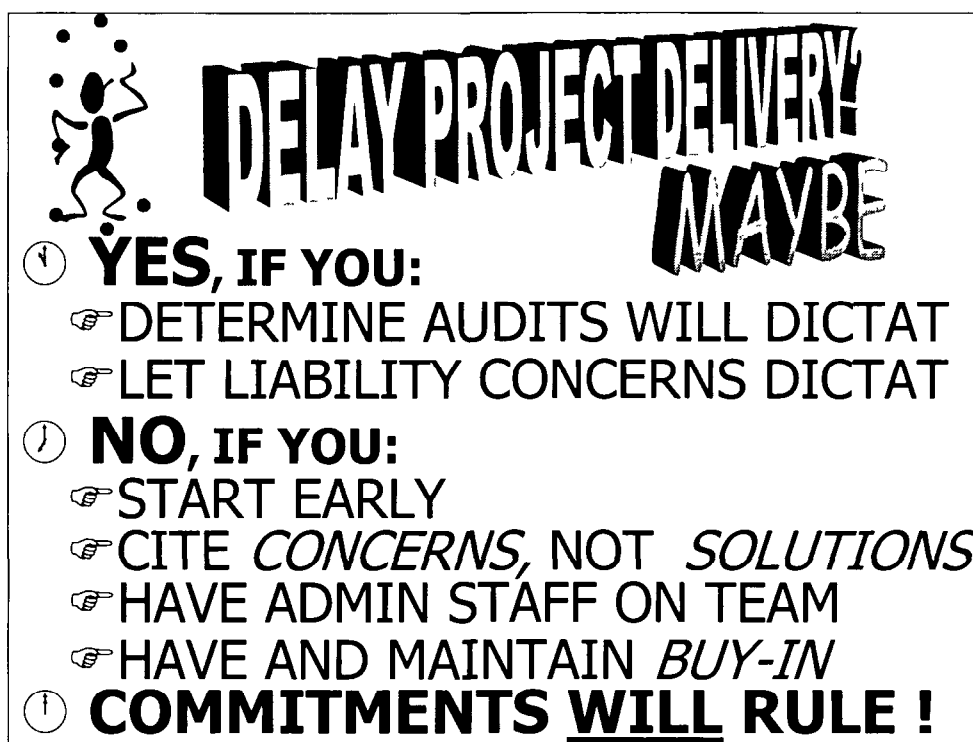 DELAY PROJECT DELIVERY?
MAYBE
YES, IF YOU:
DETERMINE AUDITS WILL DICTAT
LET LIABILITY CONCERNS DICTAT
NO, IF YOU:
START EARLY
CITE CONCERNS, NOT SOLUTIONS
HAVE ADMIN STAFF ON TEAM
HAVE AND MAINTAIN BUY-IN
COMMITMENTS WILL RULE !